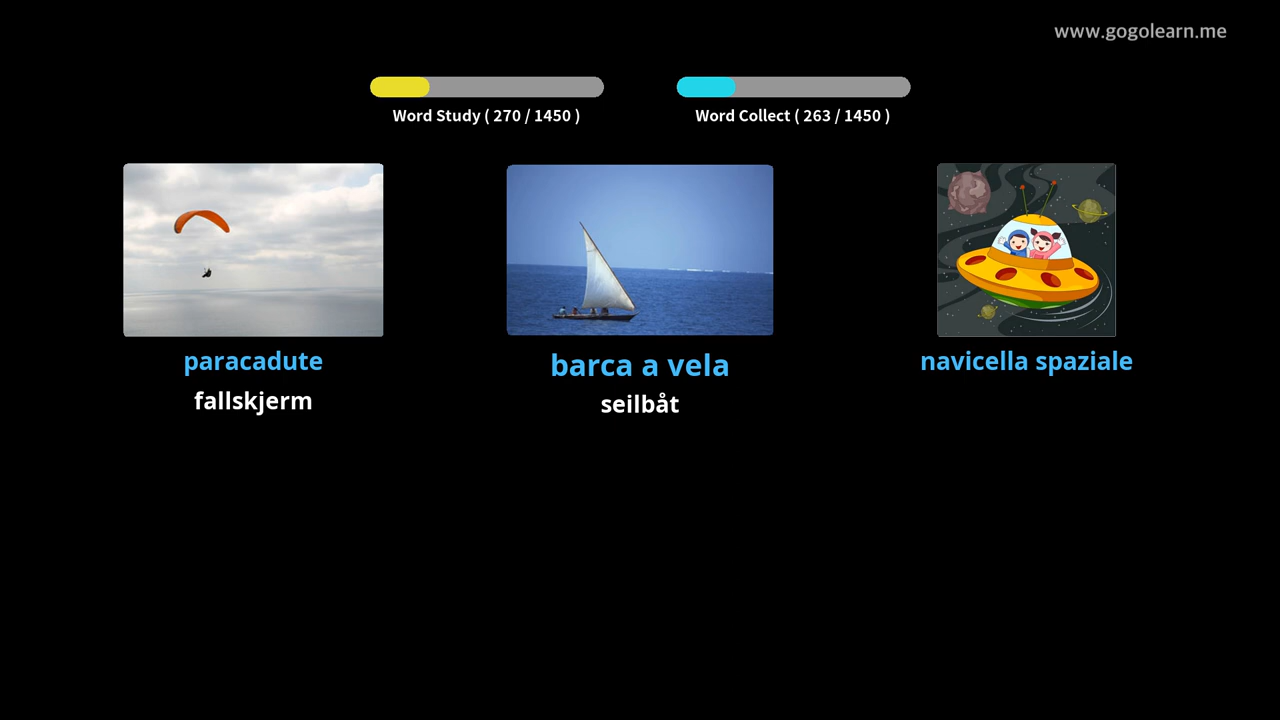 www.gogolearn.me
Word Study ( 270 / 1450 )
Word Collect ( 263 / 1450 )
paracadute
barca a vela
navicella spaziale
fallskjerm
seilbåt